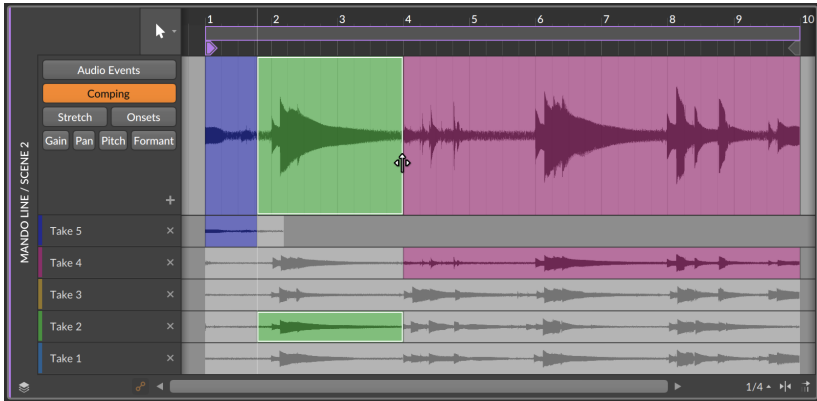 1 2 3 4 5 6 7 8 9 10
Audio Events
Comping
Stretch Onsets
Gain Pan Pitch Formant
+
MANDO LINE / SCENE 2
Take 5 ×
Take 4 ×
Take 3 ×
Take 2 ×
Take 1 ×
1/4